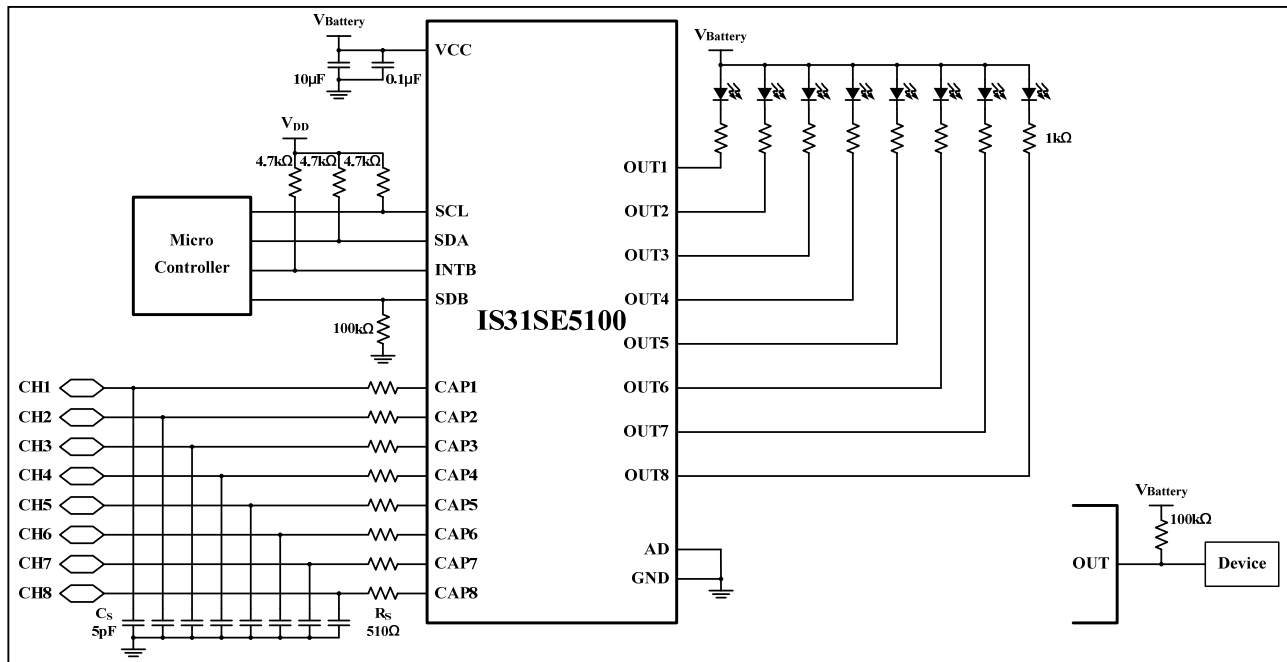 VBattery
VCC
10µF
0.1µF
VDD
4.7kΩ 4.7kΩ 4.7kΩ
Micro
Controller
SCL
SDA
INTB
SDB
100kΩ
IS31SE5100
CH1
CH2
CH3
CH4
CH5
CH6
CH7
CH8
CAP1
CAP2
CAP3
CAP4
CAP5
CAP6
CAP7
CAP8
CS
5pF
RS
510Ω
VBattery
1kΩ
OUT1
OUT2
OUT3
OUT4
OUT5
OUT6
OUT7
OUT8
AD
GND
VBattery
100kΩ
OUT
Device